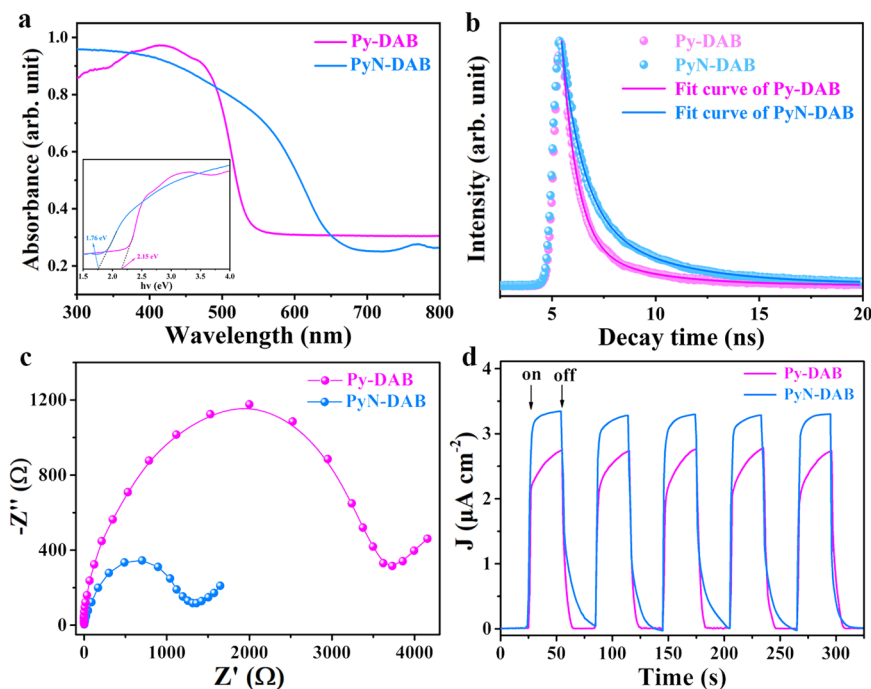 a
Py-DAB
PyN-DAB
Absorbance (arb. unit)
1.0
0.8
0.6
0.4
0.2
300
400
500
600
700
800
Wavelength (nm)
1.76 eV
2.15 eV
1.5
2.0
2.5
3.0
3.5
4.0
hv (eV)
b
Py-DAB
PyN-DAB
Fit curve of Py-DAB
Fit curve of PyN-DAB
Intensity (arb. unit)
5
10
15
20
Decay time (ns)
c
Py-DAB
PyN-DAB
-Z'' (Ω)
1200
800
400
0
0
1000
2000
3000
4000
Z' (Ω)
d
on
off
Py-DAB
PyN-DAB
J (μA cm⁻²)
4
3
2
1
0
0
50
100
150
200
250
300
Time (s)